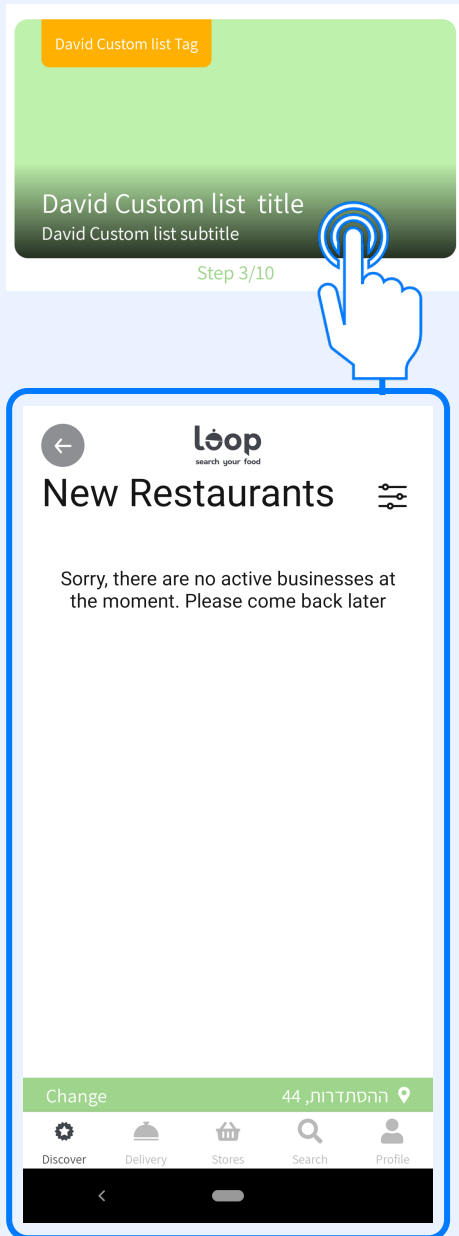 David Custom list Tag
David Custom list title
David Custom list subtitle
Step 3/10
loop
search your food
New Restaurants
Sorry, there are no active businesses at
the moment. Please come back later
Change
ההסתדרות, 44
Discover
Delivery
Stores
Search
Profile